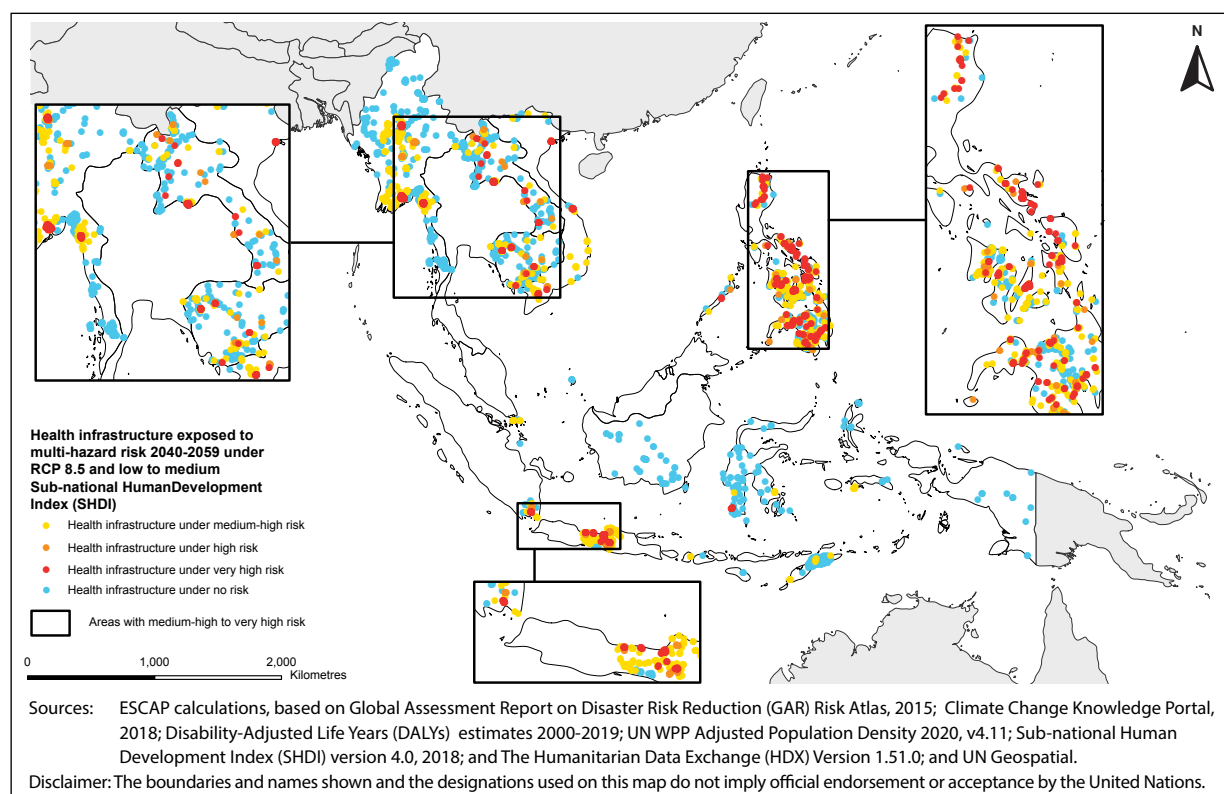 N
Health infrastructure exposed to
multi-hazard risk 2040-2059 under
RCP 8.5 and low to medium
Sub-national HumanDevelopment
Index (SHDI)
Health infrastructure under medium-high risk
Health infrastructure under high risk
Health infrastructure under very high risk
Health infrastructure under no risk
Areas with medium-high to very high risk
0 1,000 2,000
Kilometres
Sources: ESCAP calculations, based on Global Assessment Report on Disaster Risk Reduction (GAR) Risk Atlas, 2015; Climate Change Knowledge Portal,
2018; Disability-Adjusted Life Years (DALYs) estimates 2000-2019; UN WPP Adjusted Population Density 2020, v4.11; Sub-national Human
Development Index (SHDI) version 4.0, 2018; and The Humanitarian Data Exchange (HDX) Version 1.51.0; and UN Geospatial.
Disclaimer: The boundaries and names shown and the designations used on this map do not imply official endorsement or acceptance by the United Nations.